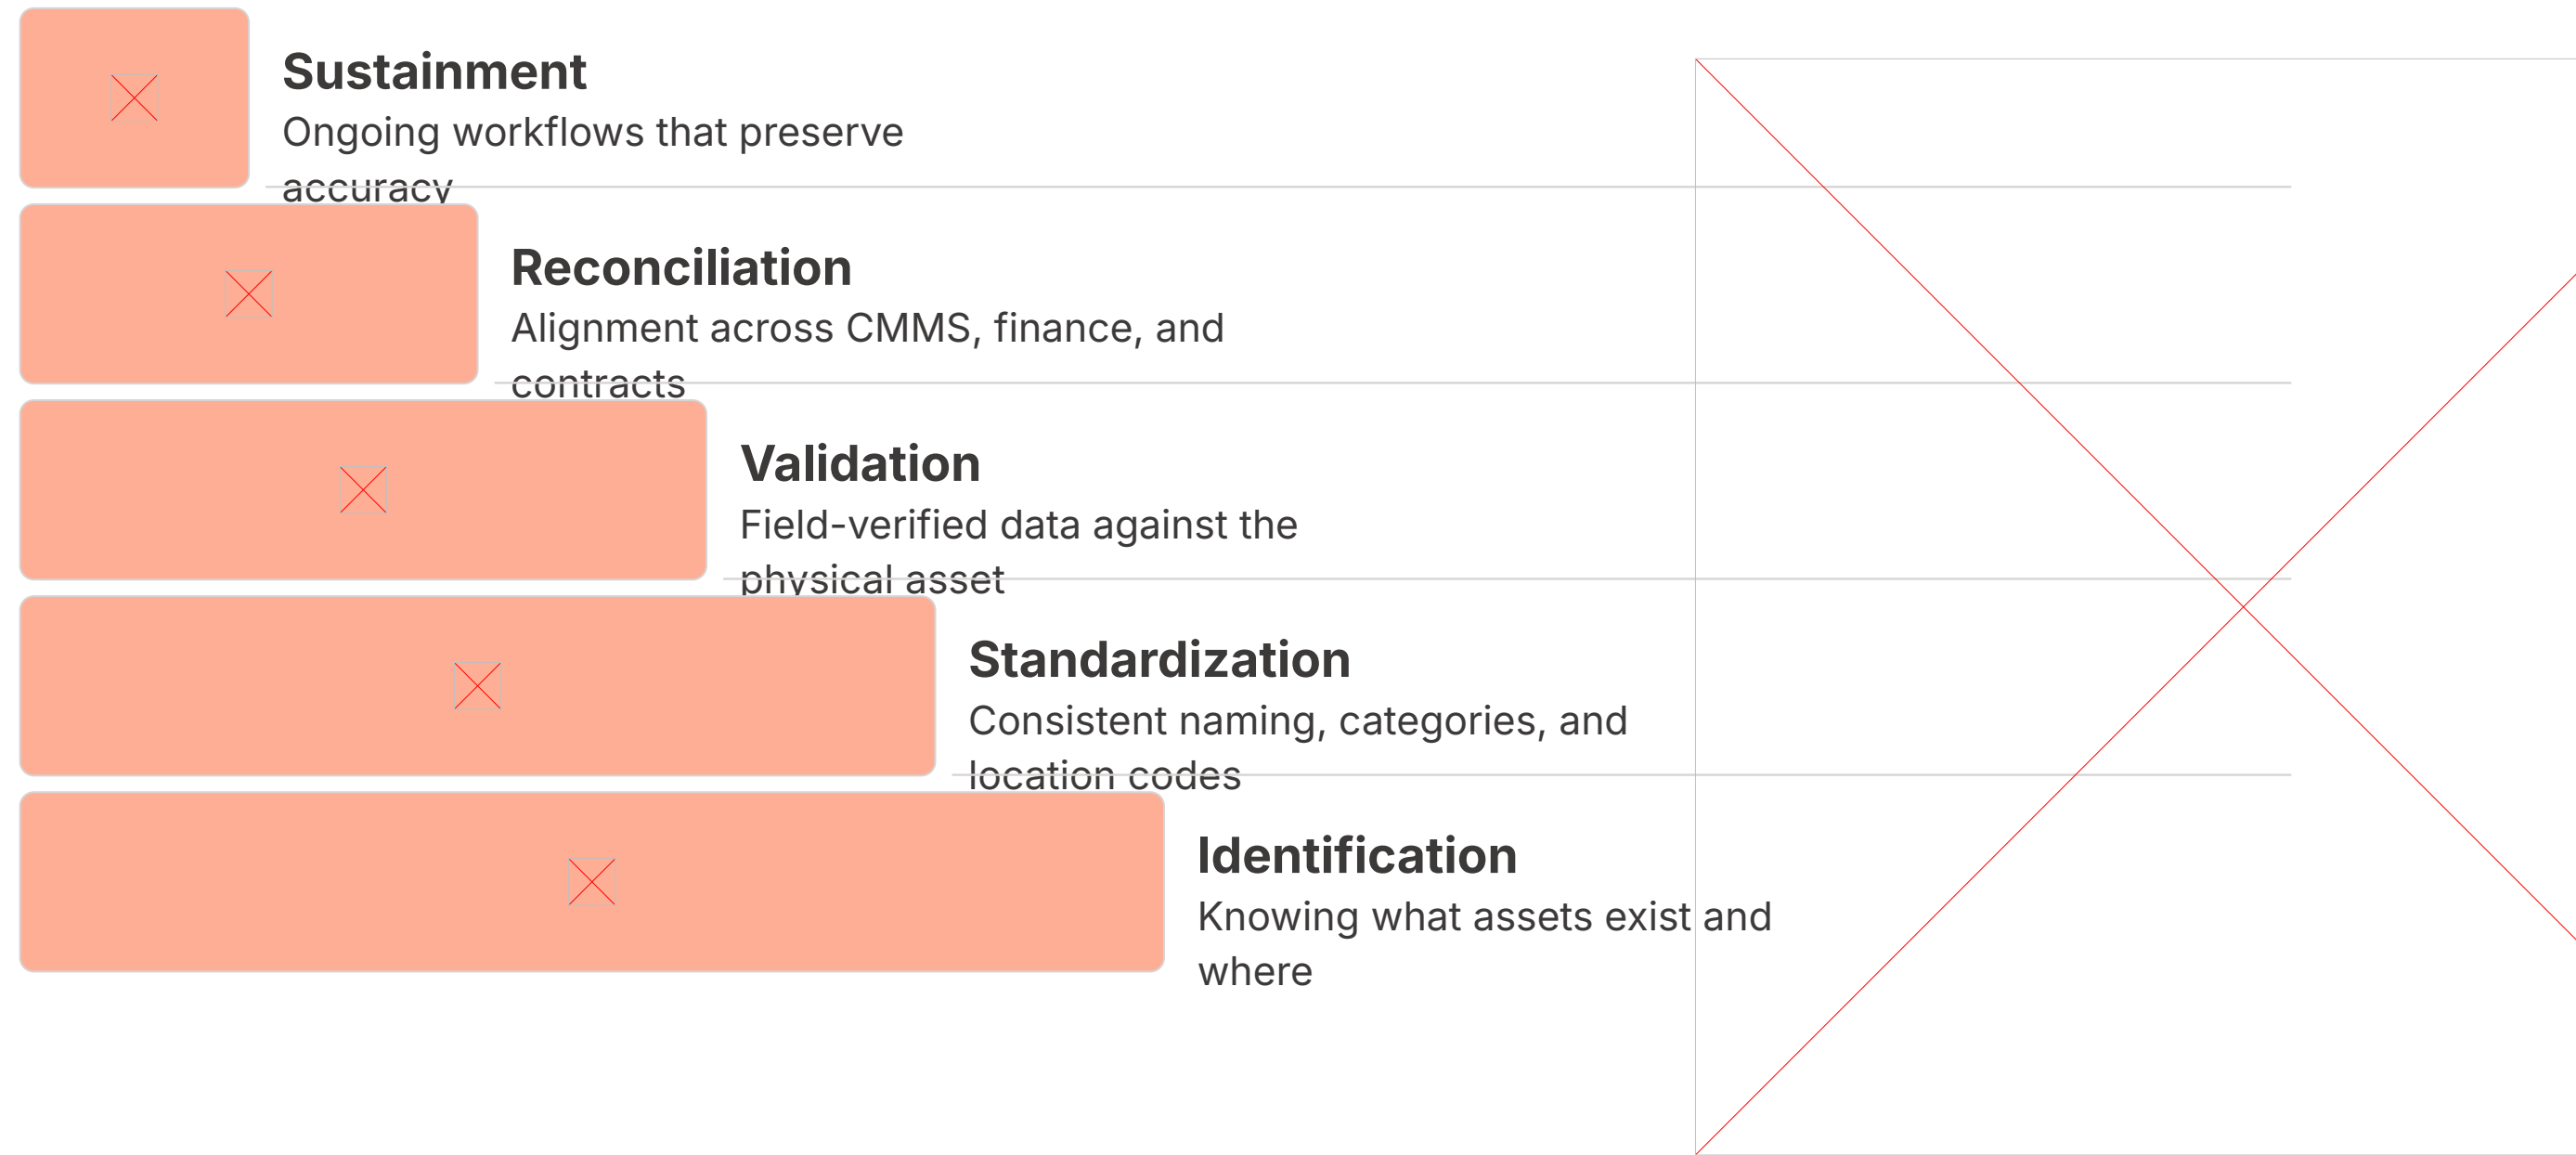 Sustainment
Ongoing workflows that preserve
accuracy
Reconciliation
Alignment across CMMS, finance, and
contracts
Validation
Field-verified data against the
physical asset
Standardization
Consistent naming, categories, and
location codes
Identification
Knowing what assets exist and
where